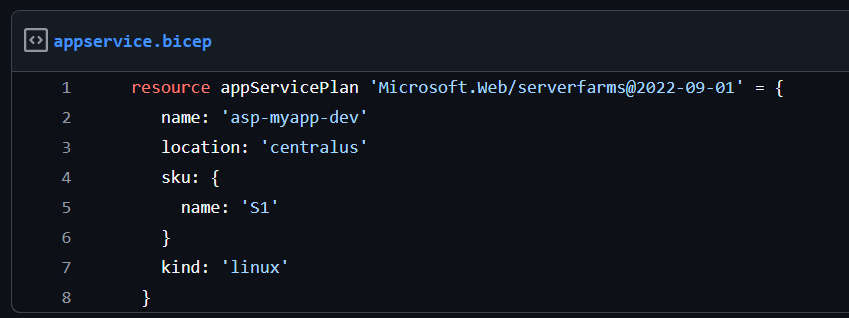 appservice.bicep
1 resource appServicePlan 'Microsoft.Web/serverfarms@2022-09-01' = {
2 name: 'asp-myapp-dev'
3 location: 'centralus'
4 sku: {
5 name: 'S1'
6 }
7 kind: 'linux'
8 }